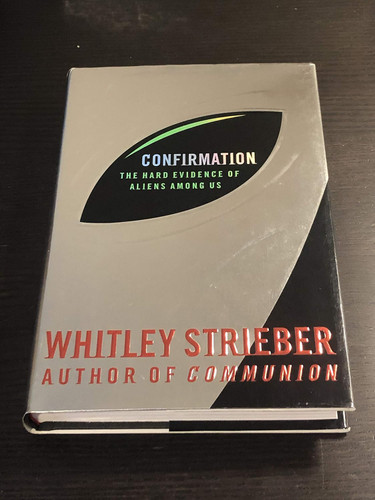 CONFIRMATION
THE HARD EVIDENCE OF
ALIENS AMONG US
WHITLEY STRIEBER
AUTHOR OF COMMUNION